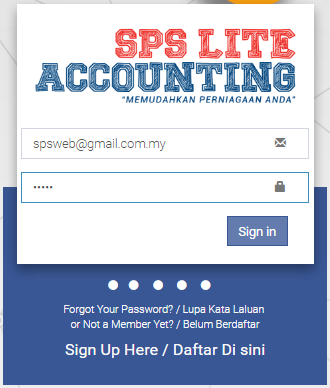 SPS LITE
ACCOUNTING
"MEMUDAHKAN PERNIAGAAN ANDA"
spsweb@gmail.com.my
•••••
Sign in
Forgot Your Password? / Lupa Kata Laluan
or Not a Member Yet? / Belum Berdaftar
Sign Up Here / Daftar Di sini